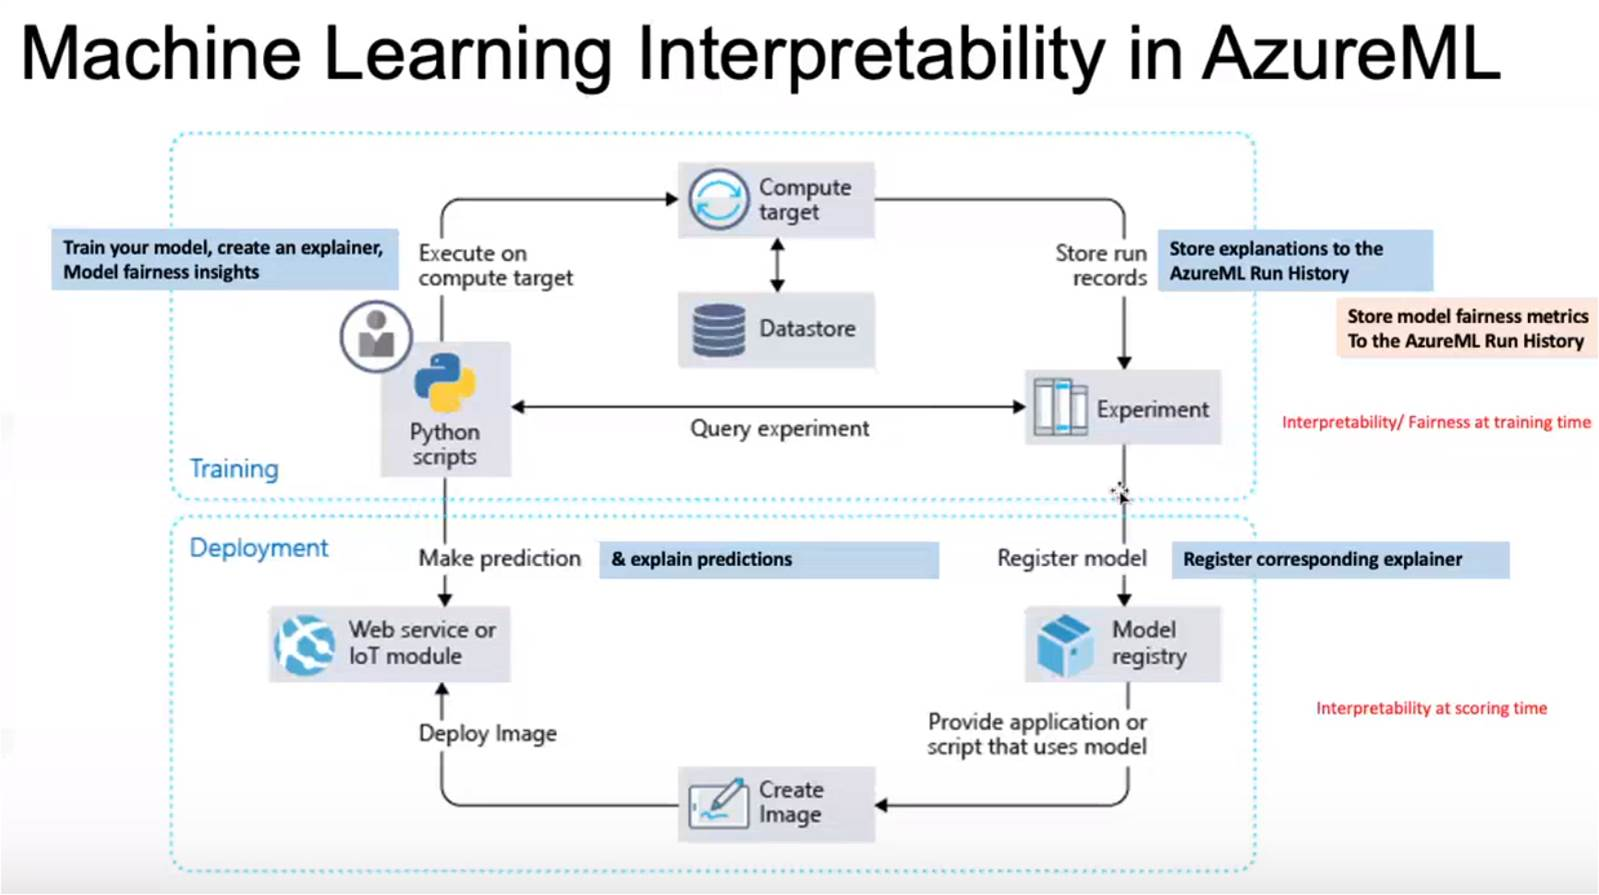 Machine Learning Interpretability in AzureML
Compute
target
Train your model, create an explainer,
Model fairness insights
Execute on
compute target
Store run
records
Store explanations to the
AzureML Run History
Datastore
Store model fairness metrics
To the AzureML Run History
Python
scripts
Query experiment
Experiment
Interpretability/ Fairness at training time
Training
Deployment
Make prediction
& explain predictions
Register model
Register corresponding explainer
Web service or
IoT module
Model
registry
Interpretability at scoring time
Deploy Image
Provide application or
script that uses model
Create
Image